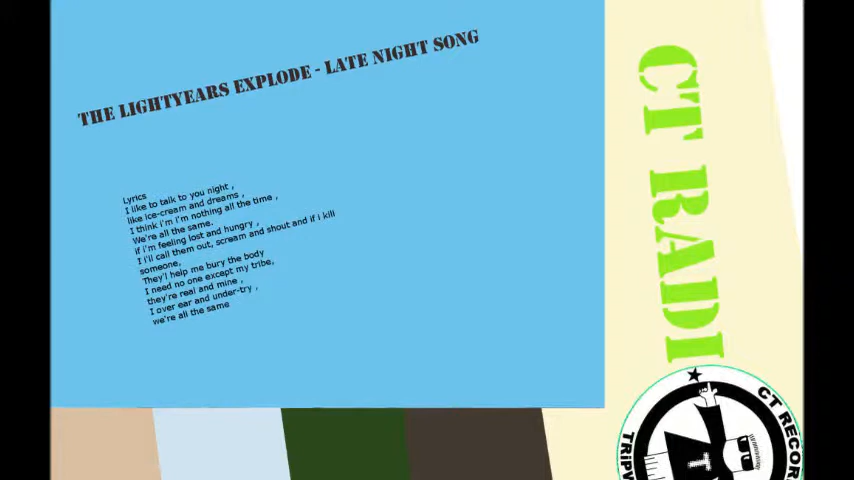 THE LIGHTYEARS EXPLODE - LATE NIGHT SONG
Lyrics
I like to talk to you night ,
like ice-cream and dreams ,
I think i'm i'm nothing all the time ,
We're all the same.
if i'm feeling lost and hungry ,
I i'll call them out, scream and shout and if i kill
someone,
They'l help me bury the body
I need no one except my tribe,
they're real and mine ,
I over ear and under-try ,
we're all the same
CT RADI
CT RECOR
TRIPW